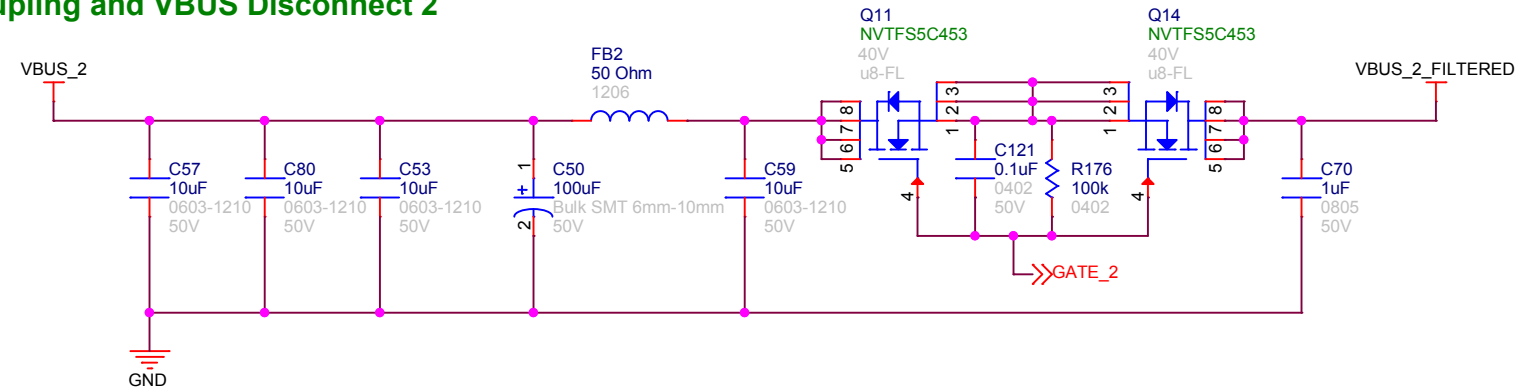 upling and VBUS Disconnect 2
Q11
NVTFS5C453
40V
u8-FL
Q14
NVTFS5C453
40V
u8-FL
VBUS_2
FB2
50 Ohm
1206
VBUS_2_FILTERED
3
2
1
8
7
6
5
4
3
2
1
8
7
6
5
4
C57
10uF
0603-1210
50V
C80
10uF
0603-1210
50V
C53
10uF
0603-1210
50V
1
+
2
C50
100uF
Bulk SMT 6mm-10mm
50V
C59
10uF
0603-1210
50V
C121
0.1uF
0402
50V
R176
100k
0402
C70
1uF
0805
50V
GATE_2
GND